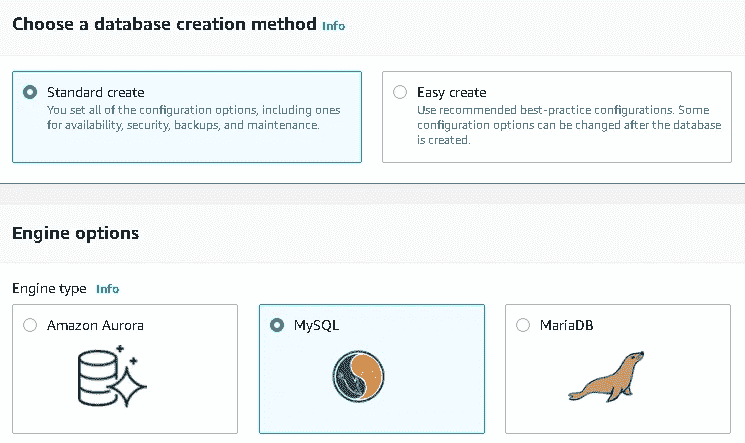 Choose a database creation method Info
Standard create
You set all of the configuration options, including ones
for availability, security, backups, and maintenance.
Easy create
Use recommended best-practice configurations. Some
configuration options can be changed after the database
is created.
Engine options
Engine type Info
Amazon Aurora
MySQL
MariaDB